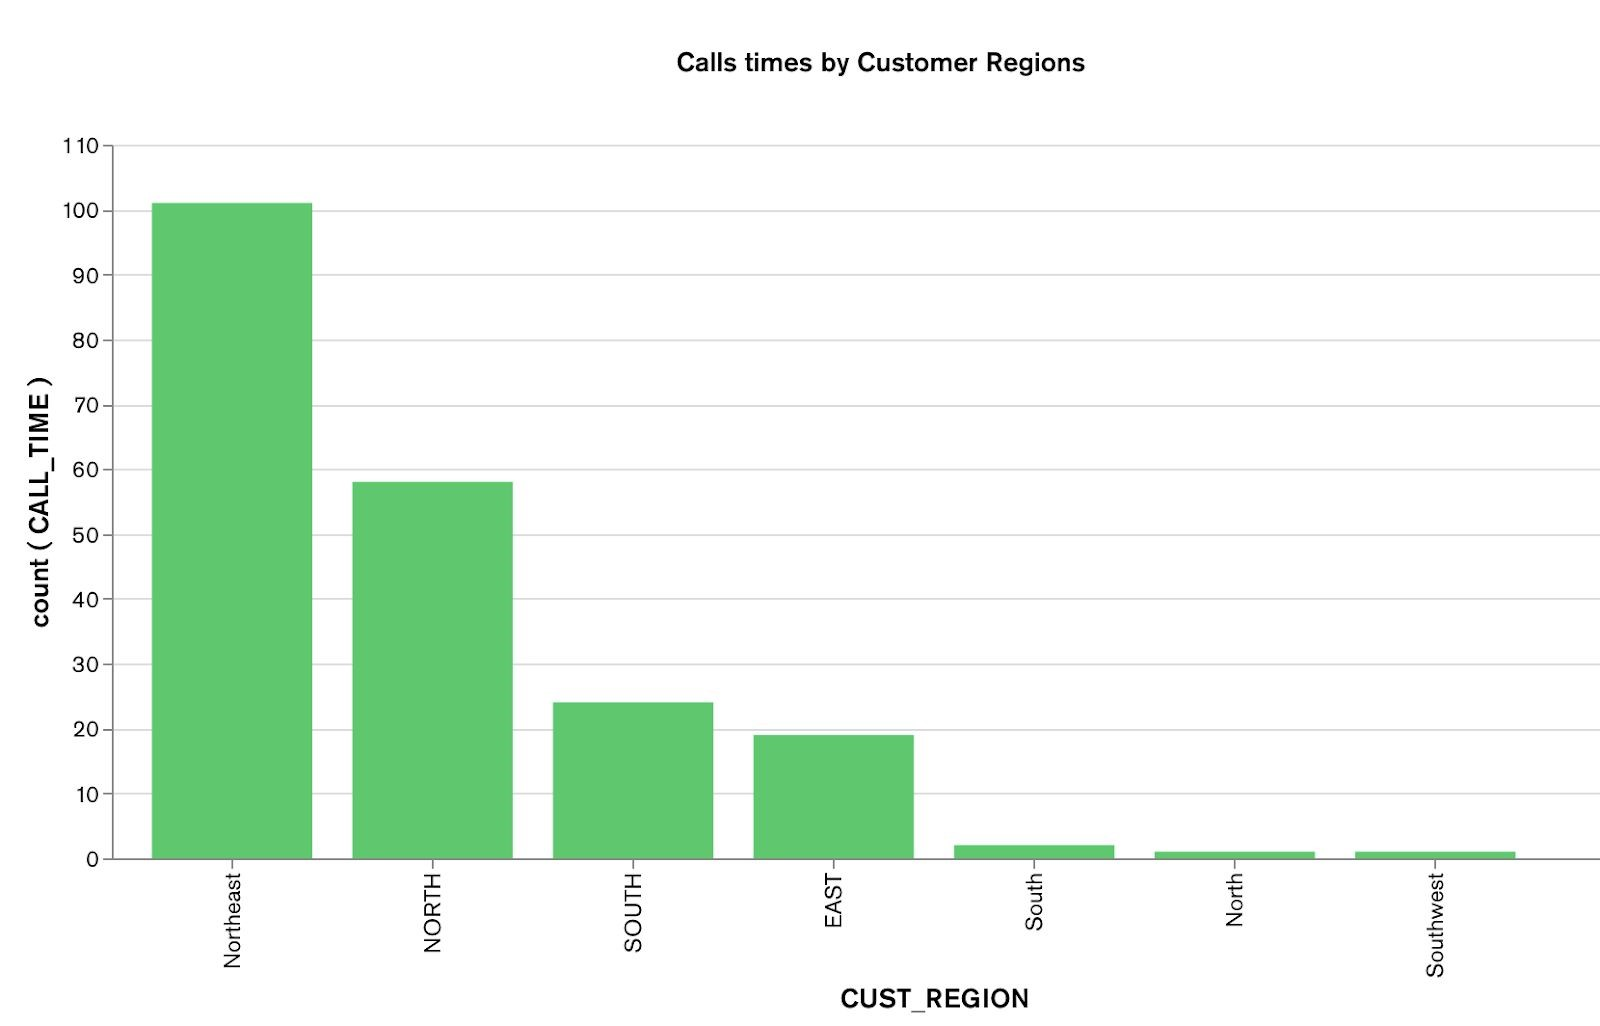 Calls times by Customer Regions
110
100
90
80
70
60
50
40
30
20
10
0
count ( CALL_TIME )
Northeast
NORTH
SOUTH
EAST
South
North
Southwest
CUST_REGION